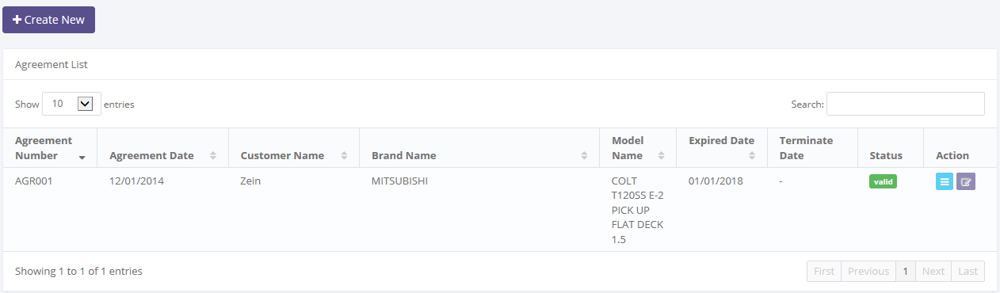 Create New
Agreement List
Show 10 entries Search:
Agreement Number Agreement Date Customer Name Brand Name Model Name Expired Date Terminate Date Status Action
AGR001 12/01/2014 Zein MITSUBISHI COLT 01/01/2018 - valid
T120SS E-2
PICK UP
FLAT DECK
1.5
Showing 1 to 1 of 1 entries First Previous 1 Next Last